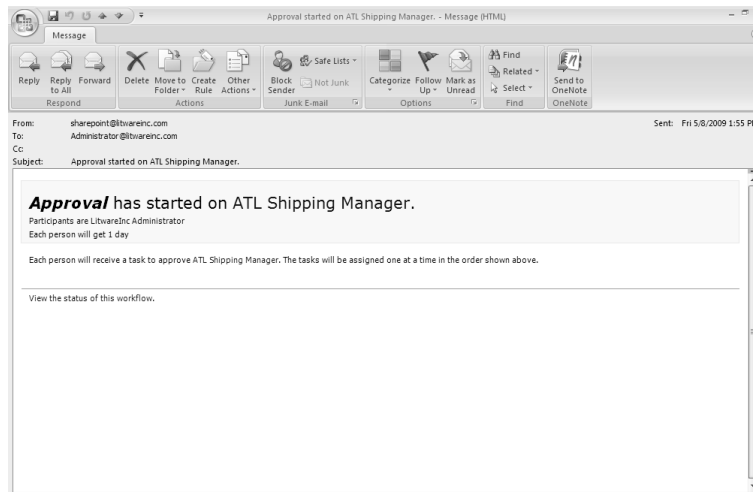 Approval started on ATL Shipping Manager. - Message (HTML)
Message
Reply
Reply to All
Forward
Delete
Move to Folder
Create Rule
Other Actions
Block Sender
Safe Lists
Not Junk
Categorize
Follow Up
Mark as Unread
Find
Related
Select
Send to OneNote
Respond
Actions
Junk E-mail
Options
Find
OneNote
From: sharepoint@litwareinc.com
Sent: Fri 5/8/2009 1:55 P
To: Administrator@litwareinc.com
Cc:
Subject: Approval started on ATL Shipping Manager.
Approval has started on ATL Shipping Manager.
Participants are LitwareInc Administrator
Each person will get 1 day
Each person will receive a task to approve ATL Shipping Manager. The tasks will be assigned one at a time in the order shown above.
View the status of this workflow.